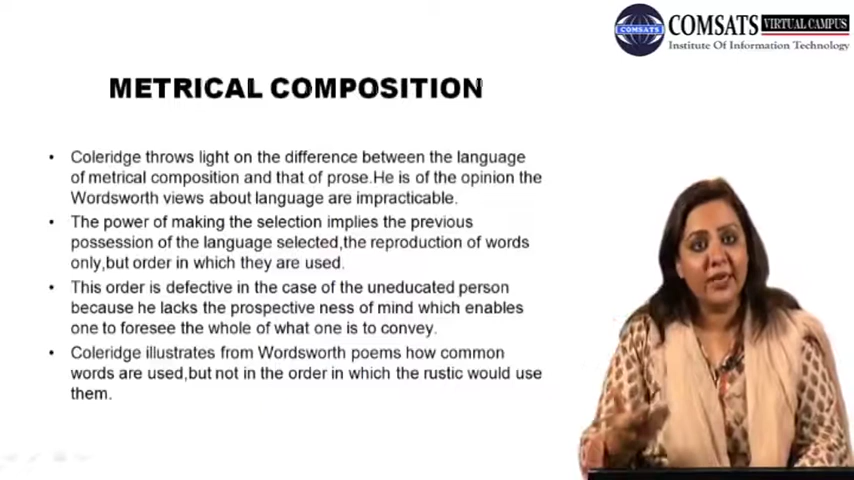 COMSATS
COMSATS VIRTUAL CAMPUS
Institute Of Information Technology
METRICAL COMPOSITION
• Coleridge throws light on the difference between the language
of metrical composition and that of prose.He is of the opinion the
Wordsworth views about language are impracticable.
• The power of making the selection implies the previous
possession of the language selected,the reproduction of words
only,but order in which they are used.
• This order is defective in the case of the uneducated person
because he lacks the prospective ness of mind which enables
one to foresee the whole of what one is to convey.
• Coleridge illustrates from Wordsworth poems how common
words are used,but not in the order in which the rustic would use
them.